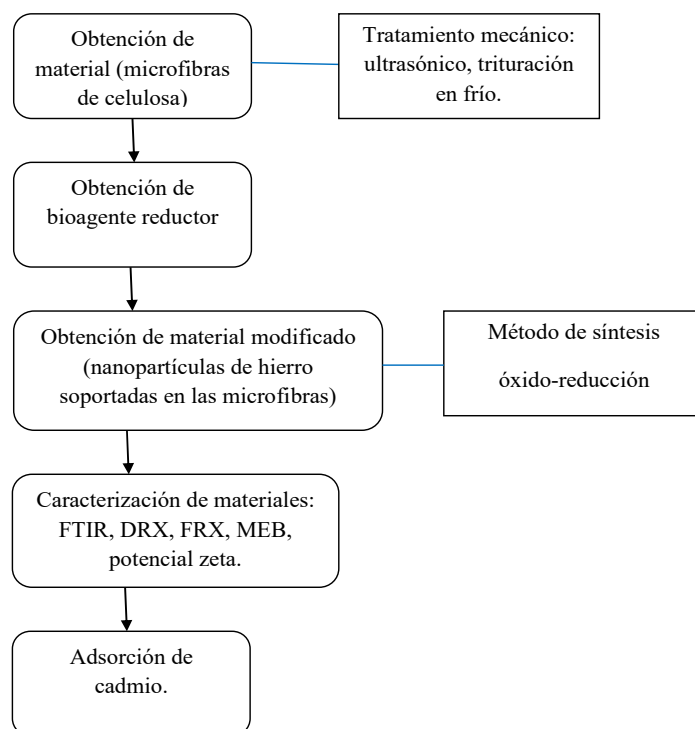 Obtención de
material (microfibras
de celulosa)
Tratamiento mecánico:
ultrasónico, trituración
en frío.
Obtención de
bioagente reductor
Obtención de material modificado
(nanopartículas de hierro
soportadas en las microfibras)
Método de síntesis
óxido-reducción
Caracterización de materiales:
FTIR, DRX, FRX, MEB,
potencial zeta.
Adsorción de
cadmio.